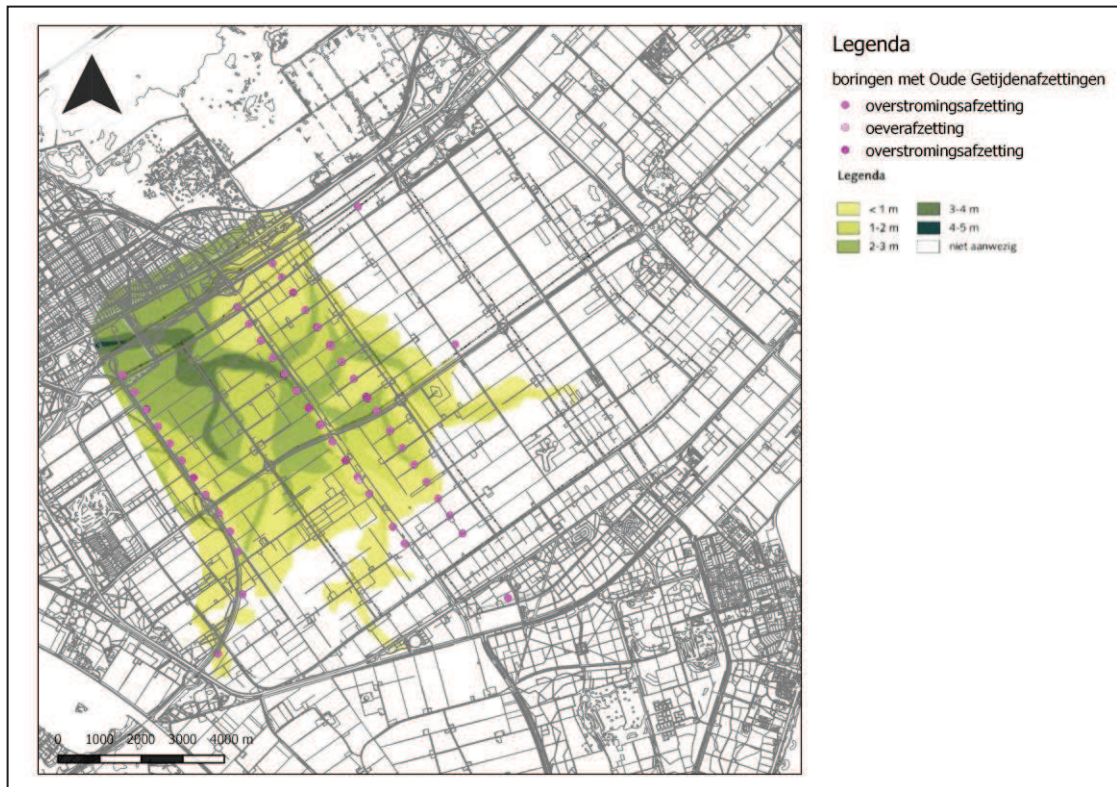 Legenda
boringen met Oude Getijdenafzettingen
overstromingsafzetting
oeverafzetting
overstromingsafzetting
Legenda
< 1 m
1-2 m
2-3 m
3-4 m
4-5 m
niet aanwezig
0 1000 2000 3000 4000 m